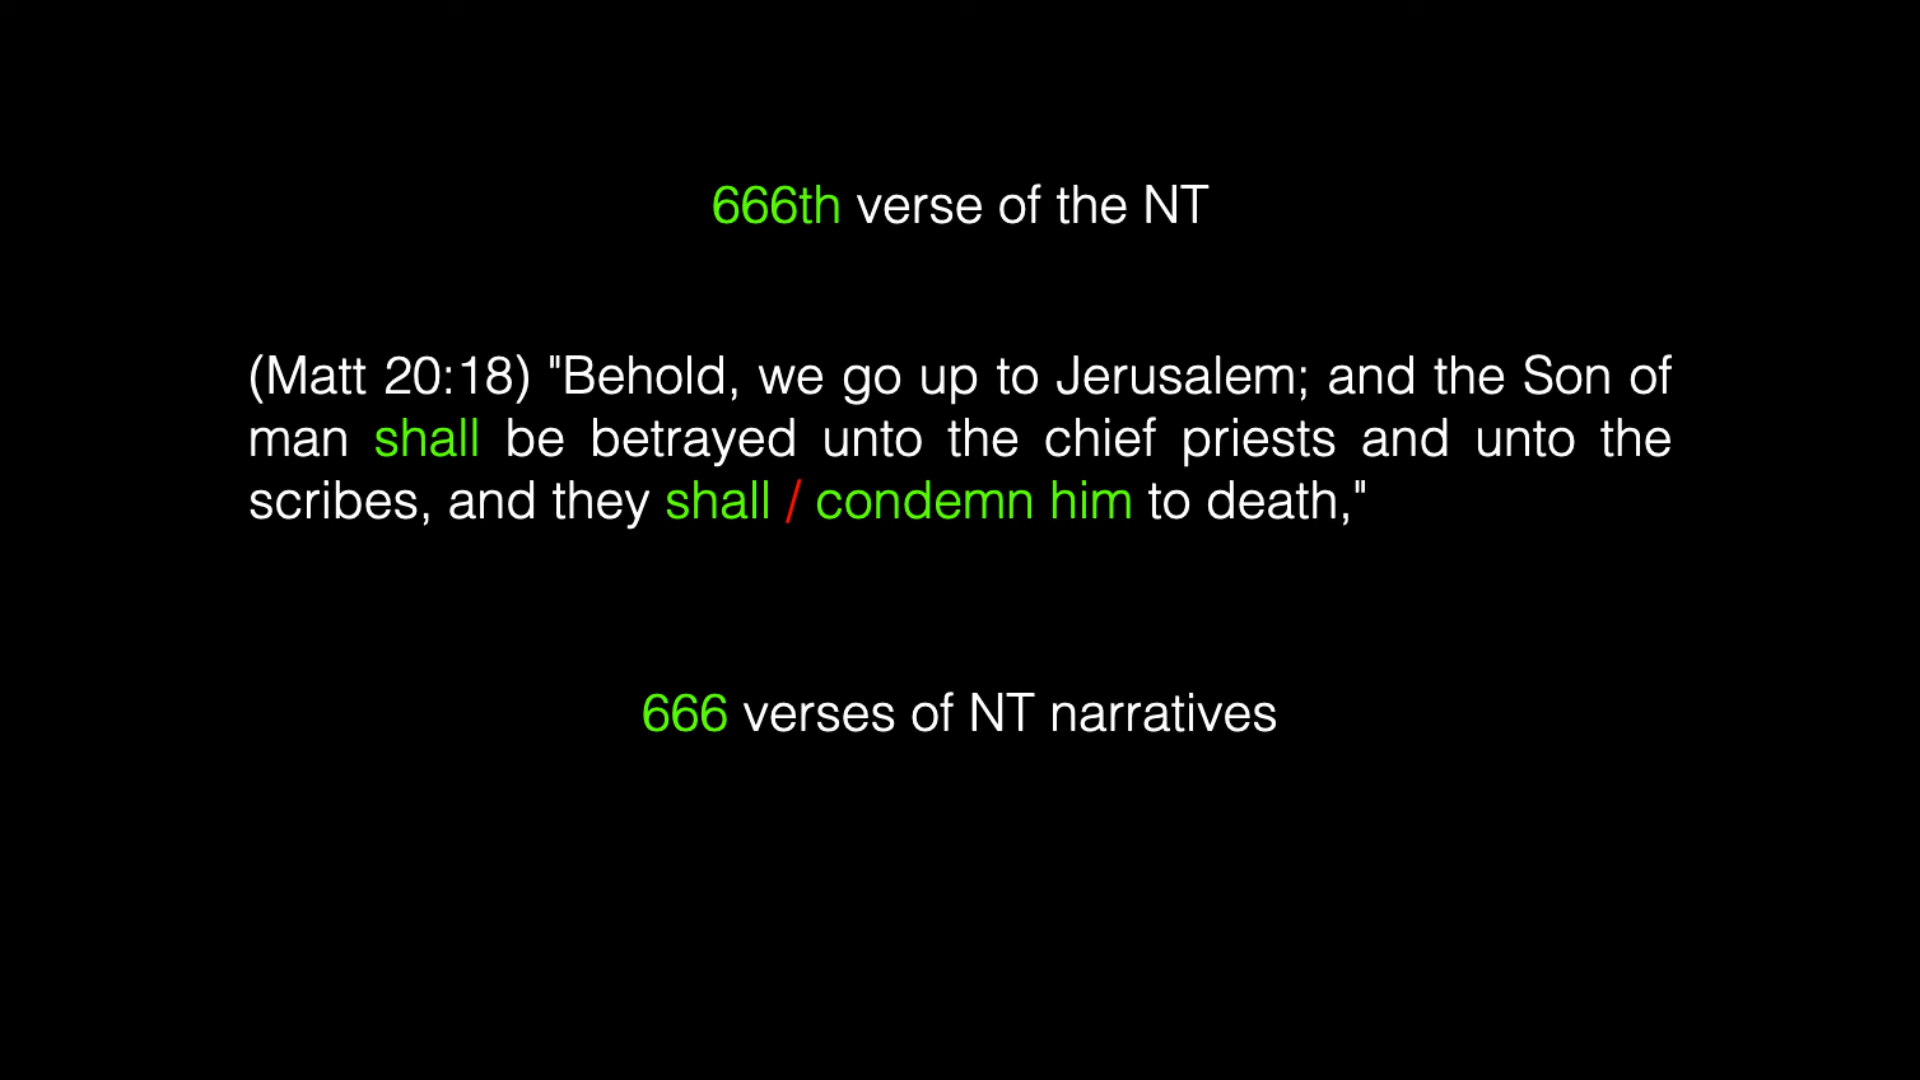 666th verse of the NT
(Matt 20:18) "Behold, we go up to Jerusalem; and the Son of
man shall be betrayed unto the chief priests and unto the
scribes, and they shall / condemn him to death,"
666 verses of NT narratives